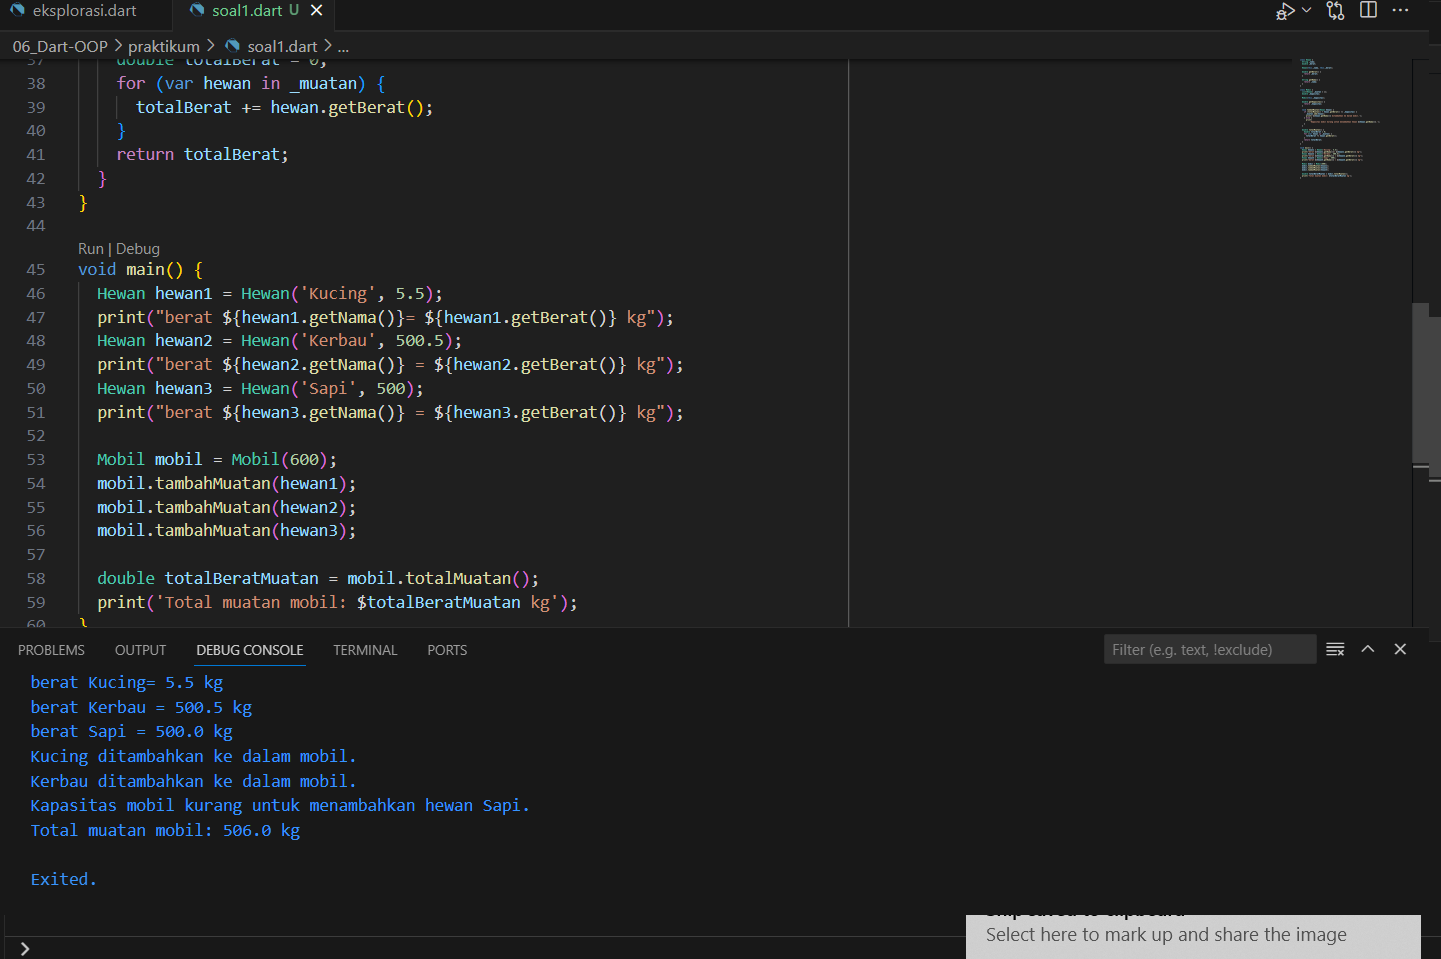 eksplorasi.dart soal1.dart U
06_Dart-OOP > praktikum > soal1.dart > ...
37 double totalBerat = 0;
38 for (var hewan in _muatan) {
39 totalBerat += hewan.getBerat();
40 }
41 return totalBerat;
42 }
43 }
44
Run | Debug
45 void main() {
46 Hewan hewan1 = Hewan('Kucing', 5.5);
47 print("berat ${hewan1.getNama()}= ${hewan1.getBerat()} kg");
48 Hewan hewan2 = Hewan('Kerbau', 500.5);
49 print("berat ${hewan2.getNama()} = ${hewan2.getBerat()} kg");
50 Hewan hewan3 = Hewan('Sapi', 500);
51 print("berat ${hewan3.getNama()} = ${hewan3.getBerat()} kg");
52
53 Mobil mobil = Mobil(600);
54 mobil.tambahMuatan(hewan1);
55 mobil.tambahMuatan(hewan2);
56 mobil.tambahMuatan(hewan3);
57
58 double totalBeratMuatan = mobil.totalMuatan();
59 print('Total muatan mobil: $totalBeratMuatan kg');
60 }
PROBLEMS OUTPUT DEBUG CONSOLE TERMINAL PORTS Filter (e.g. text, !exclude)
berat Kucing= 5.5 kg
berat Kerbau = 500.5 kg
berat Sapi = 500.0 kg
Kucing ditambahkan ke dalam mobil.
Kerbau ditambahkan ke dalam mobil.
Kapasitas mobil kurang untuk menambahkan hewan Sapi.
Total muatan mobil: 506.0 kg
Exited.
Select here to mark up and share the image